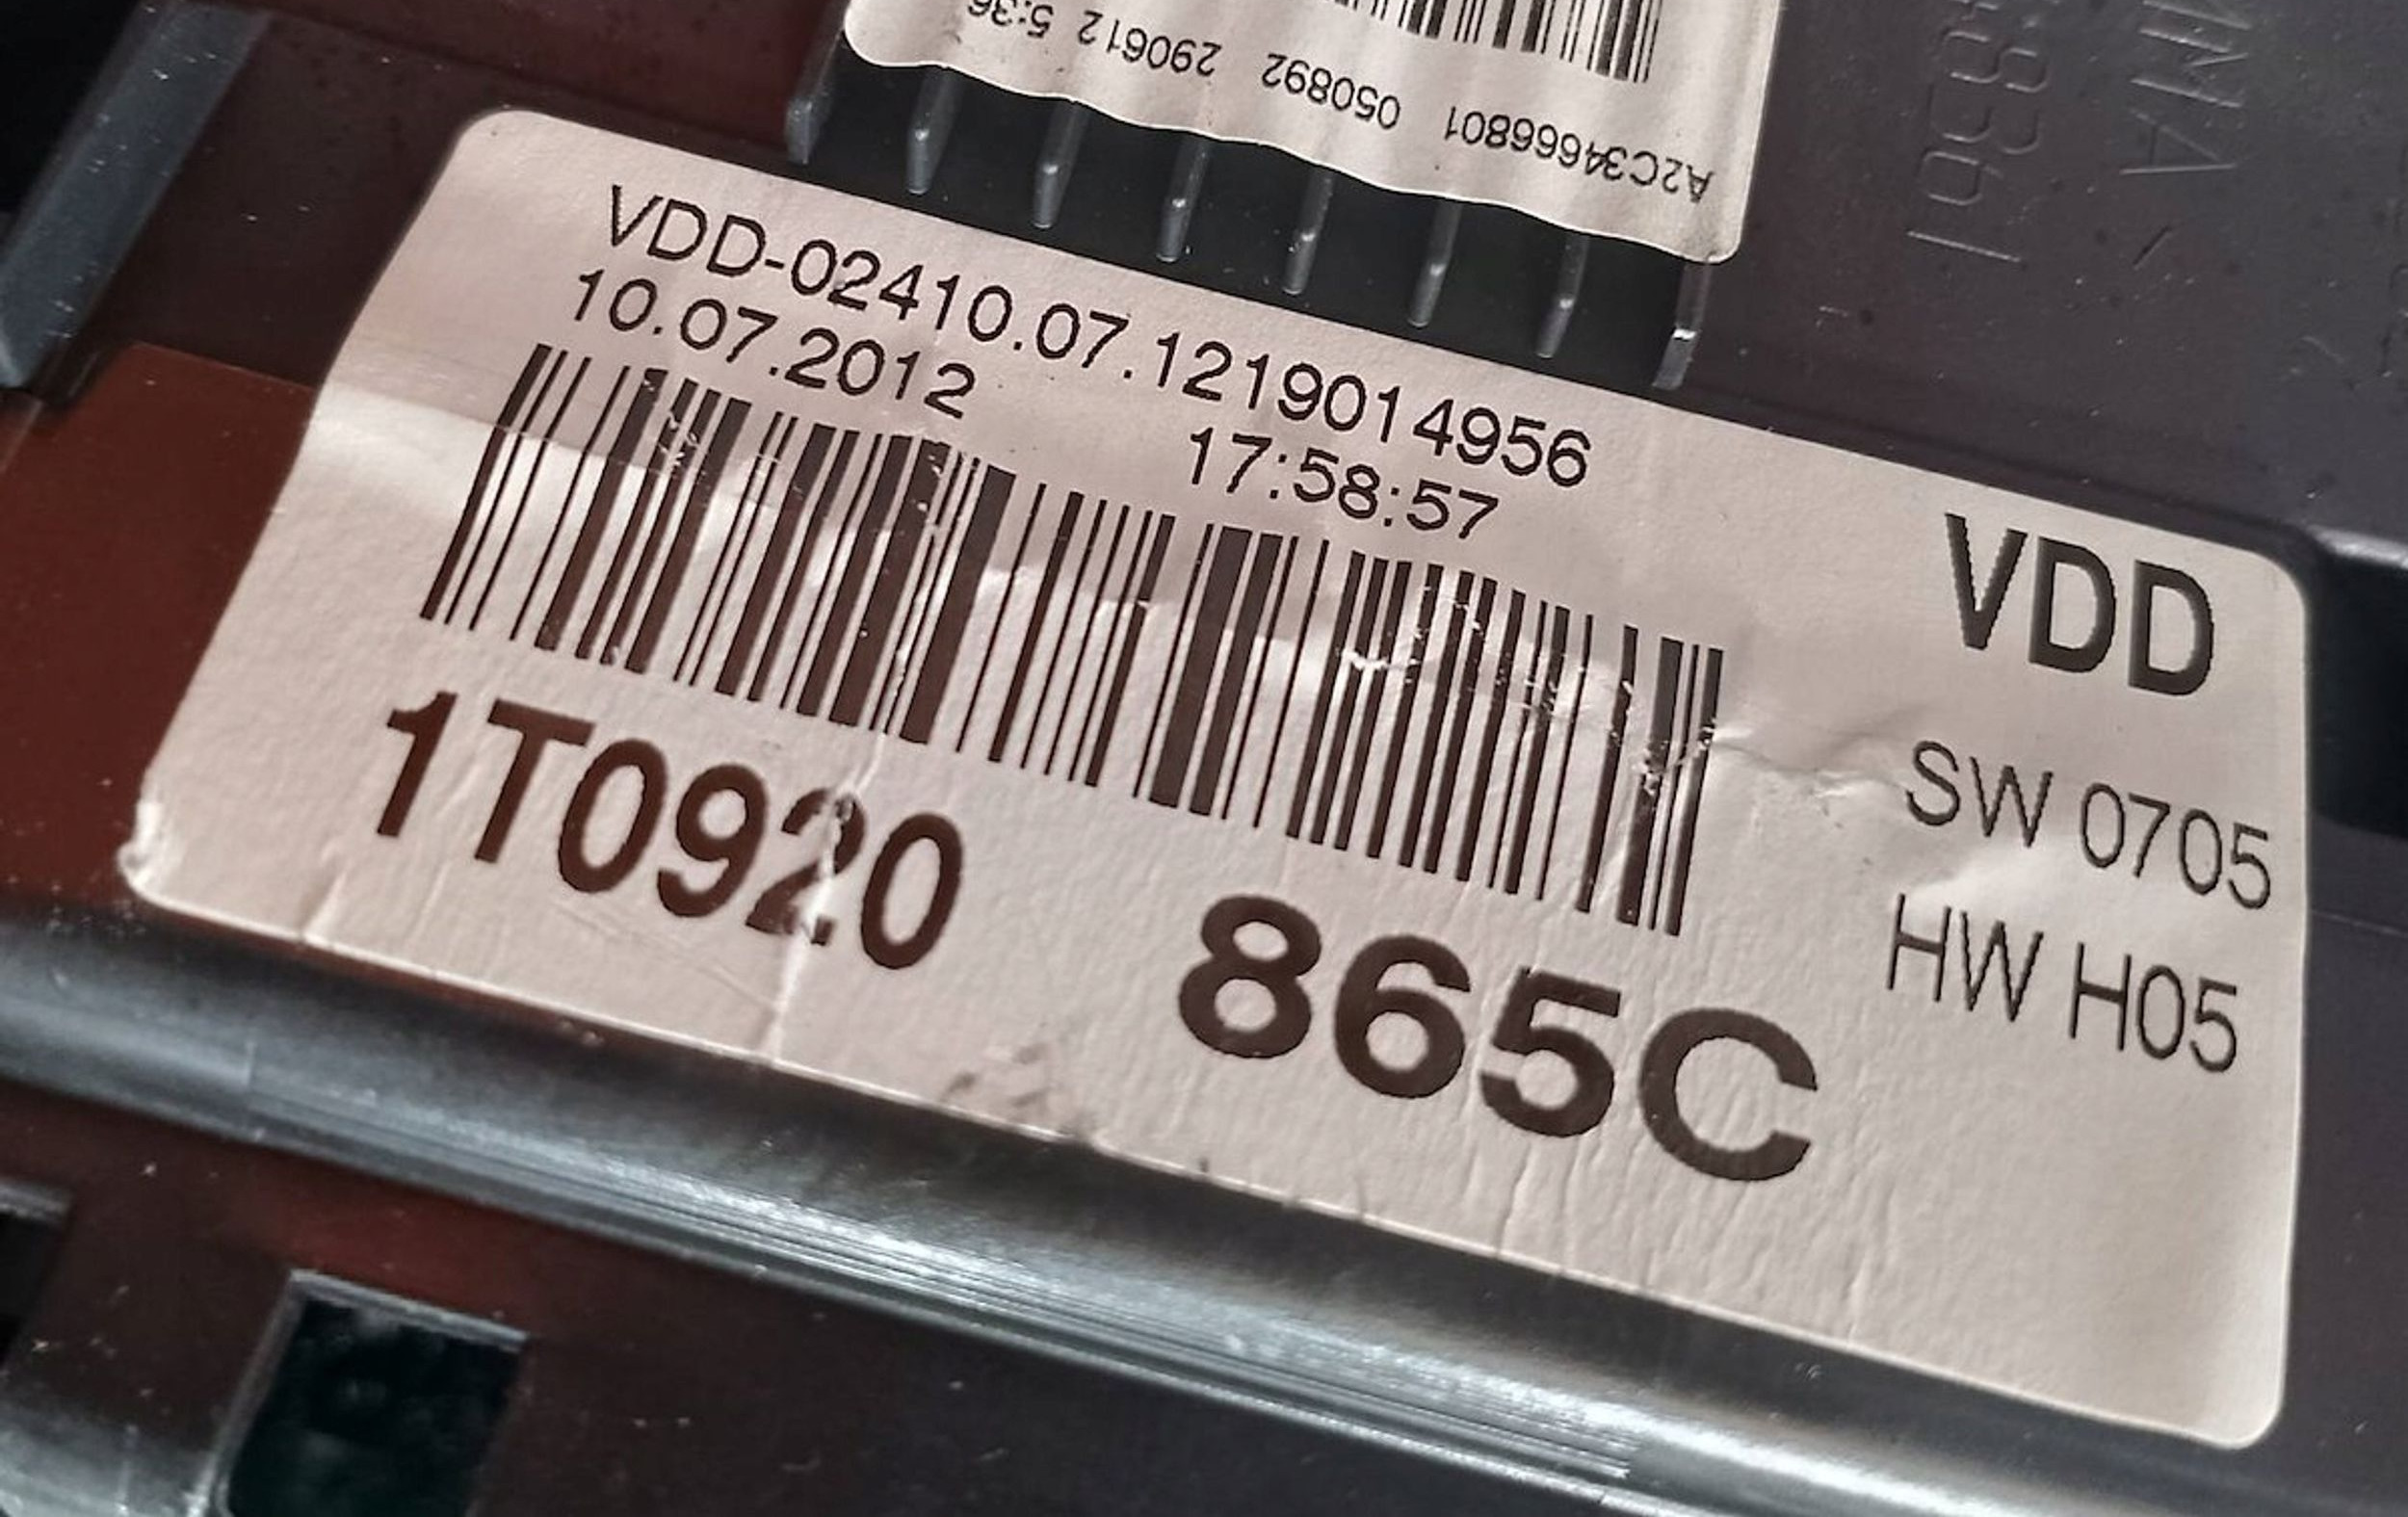 A2C34666801 050892 290612 5:36
VDD-02410.07.1219014956
10.07.2012 17:58:57
VDD
SW 0705
HW H05
1T0920 865C